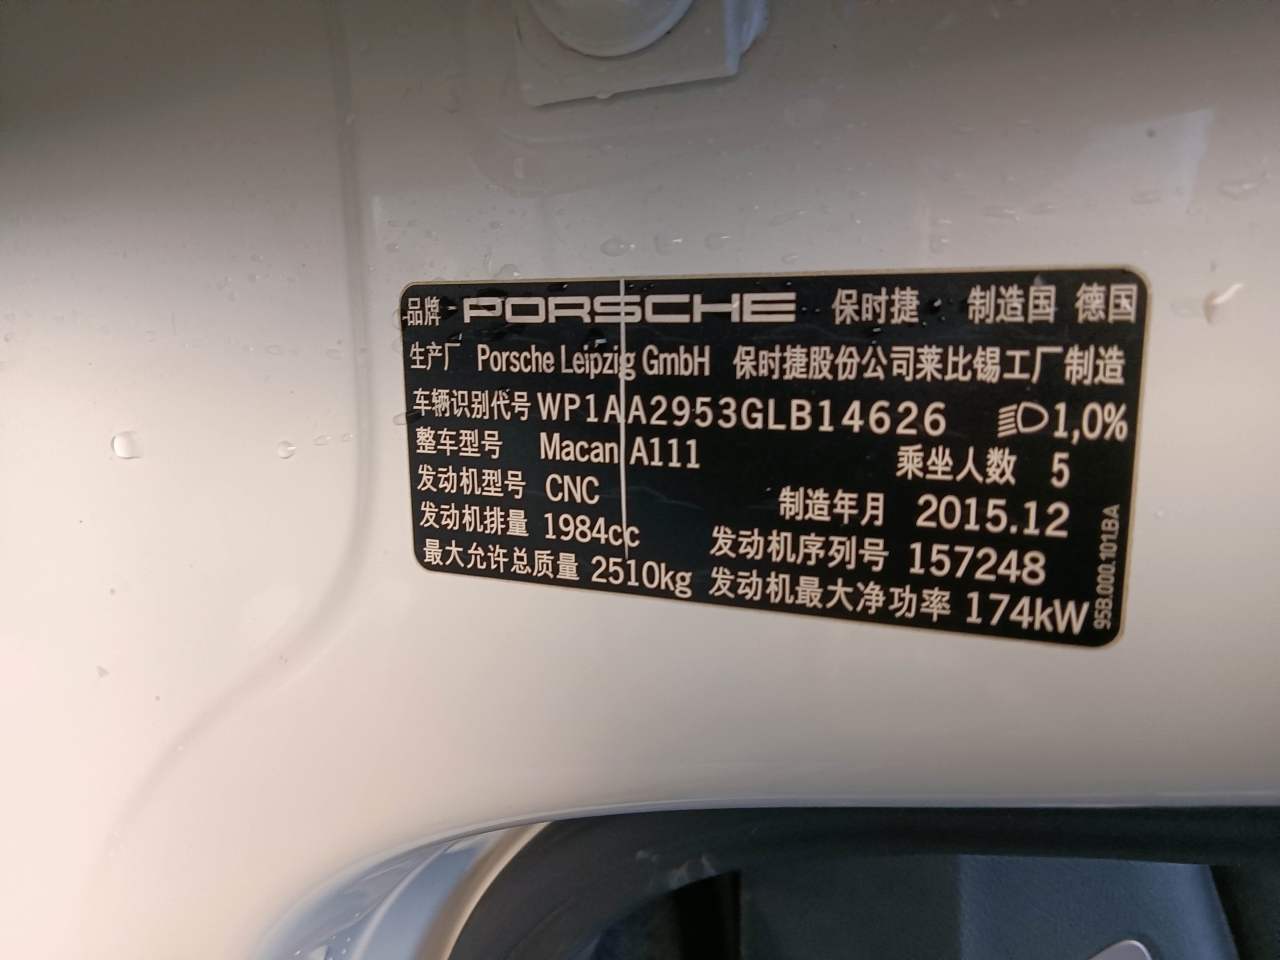 品牌 PORSCHE 保时捷 制造国 德国
生产厂 Porsche Leipzig GmbH 保时捷股份公司莱比锡工厂制造
车辆识别代号 WP1AA2953GLB14626 1,0%
整车型号 Macan A111 乘坐人数 5
发动机型号 CNC 制造年月 2015.12
发动机排量 1984cc 发动机序列号 157248
最大允许总质量 2510kg 发动机最大净功率 174kW
95B.000.101.BA